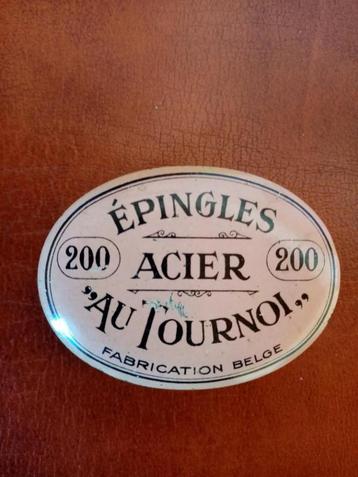 ÉPINGLES
200 ACIER 200
„AU TOURNOI„
FABRICATION BELGE